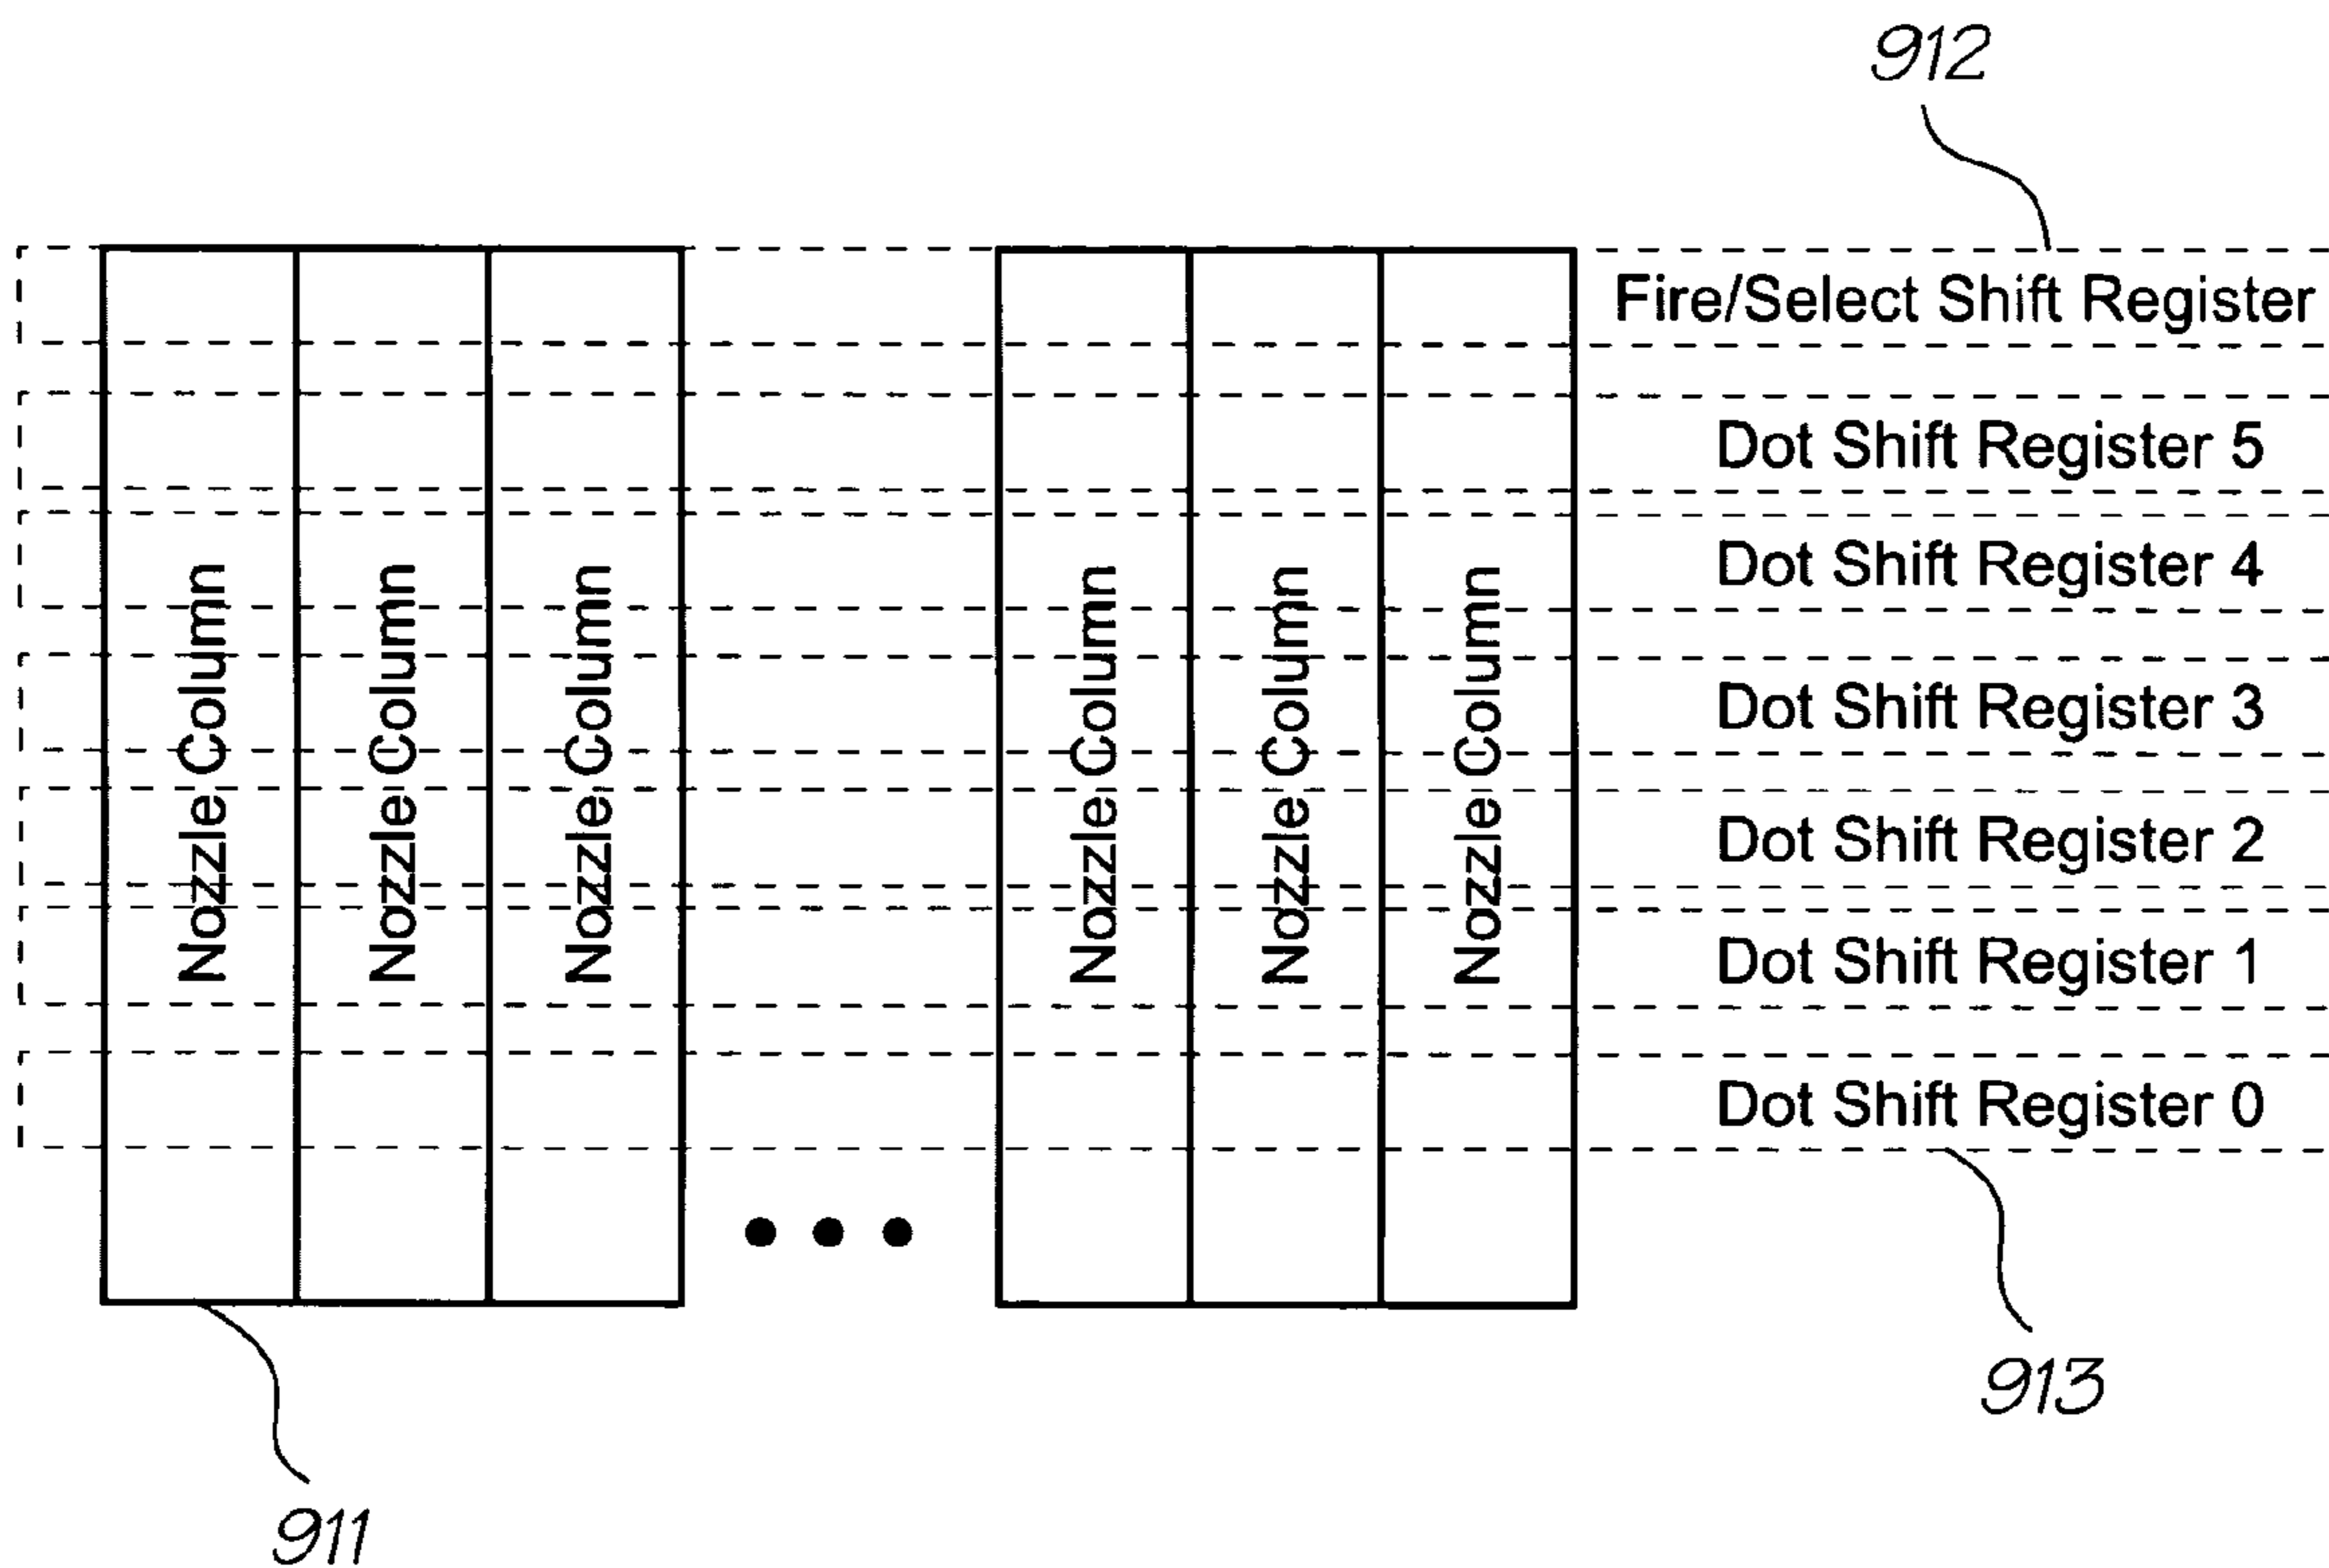 912
Fire/Select Shift Register
Dot Shift Register 5
Dot Shift Register 4
Dot Shift Register 3
Dot Shift Register 2
Dot Shift Register 1
Dot Shift Register 0
Nozzle Column
Nozzle Column
Nozzle Column
Nozzle Column
Nozzle Column
Nozzle Column
913
911